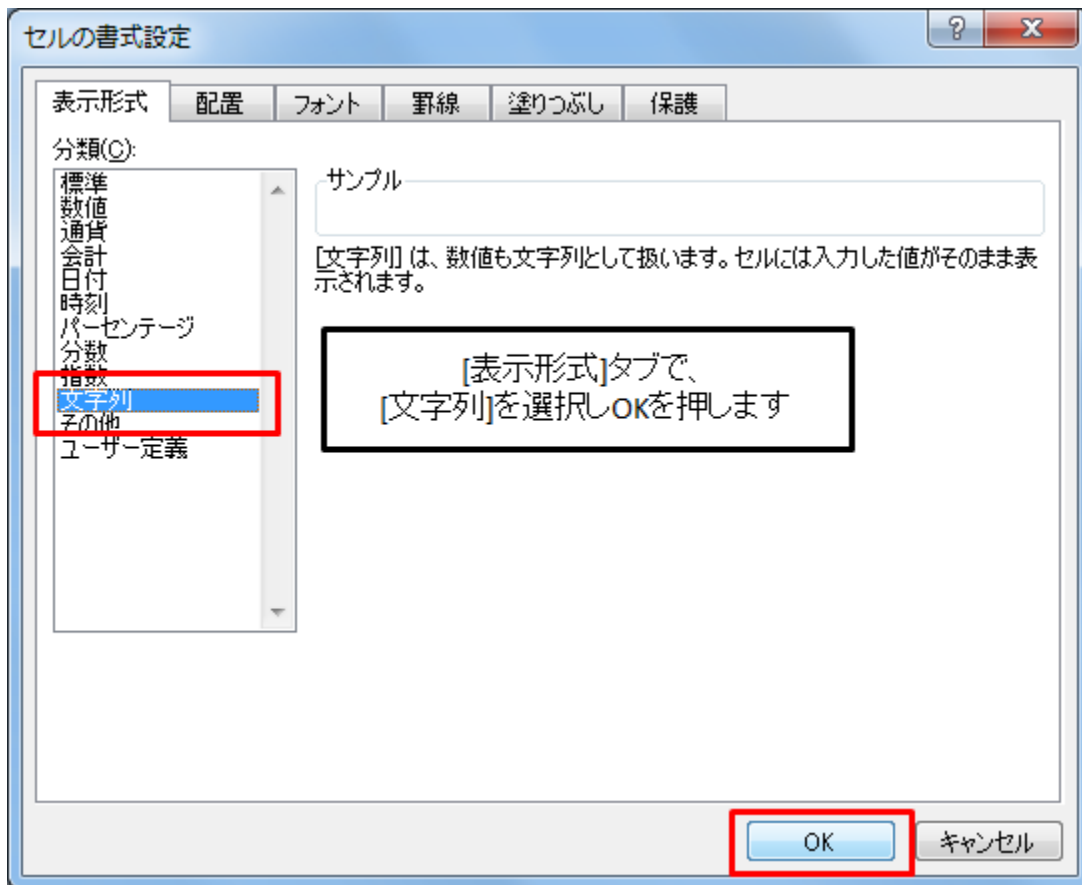 セルの書式設定
表示形式 配置 フォント 罫線 塗りつぶし 保護
分類(C):
標準
数値
通貨
会計
日付
時刻
パーセンテージ
分数
指数
文字列
その他
ユーザー定義
サンプル
[文字列] は、数値も文字列として扱います。セルには入力した値がそのまま表
示されます。
[表示形式]タブで、
[文字列]を選択しOKを押します
OK キャンセル